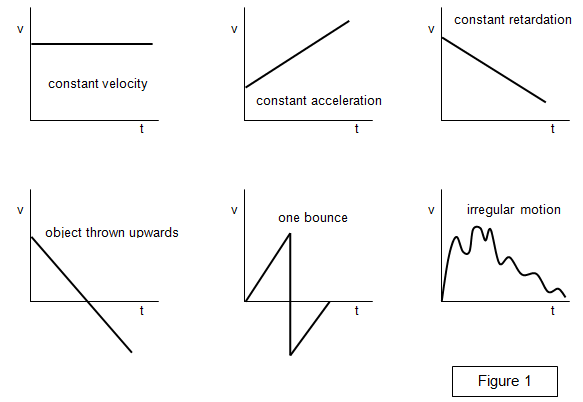 v
constant velocity
t
v
constant acceleration
t
constant retardation
v
t
v
object thrown upwards
t
v
one bounce
t
v
irregular motion
t
Figure 1